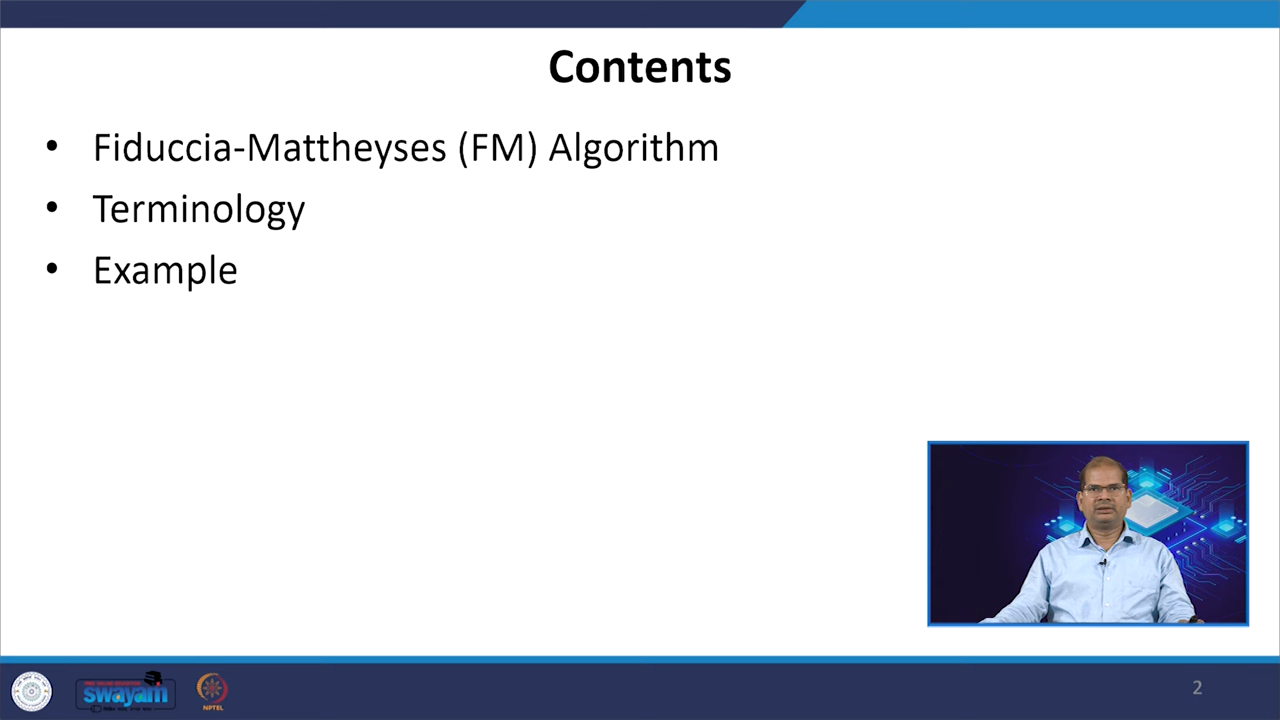 Contents
• Fiduccia-Mattheyses (FM) Algorithm
• Terminology
• Example
swayam
NPTEL
2